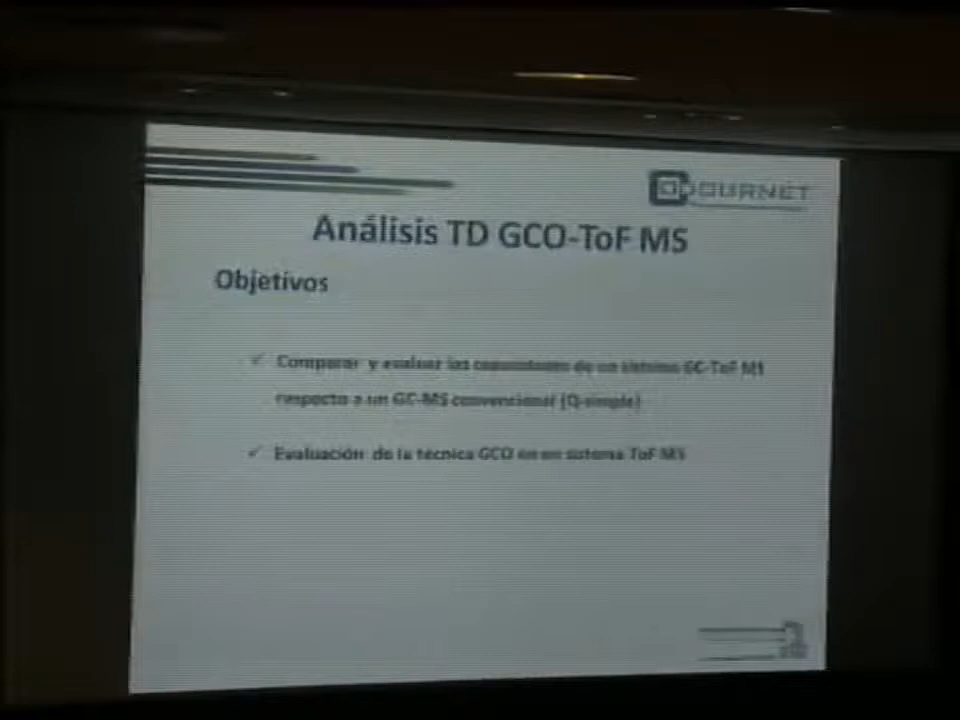 ODOURNET
Análisis TD GCO-ToF MS
Objetivos
✓ Comparar y evaluar las capacidades de un sistema GC-ToF MS
respecto a un GC-MS convencional (Q-simple)
✓ Evaluación de la técnica GCO en un sistema ToF MS